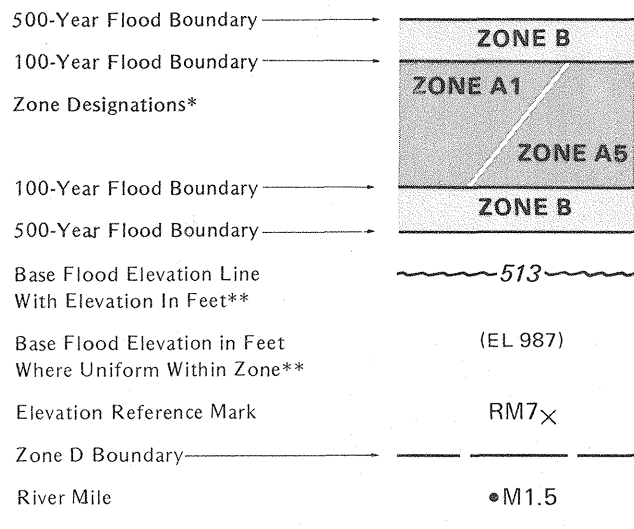 500-Year Flood Boundary
ZONE B
100-Year Flood Boundary
ZONE A1
Zone Designations*
ZONE A5
100-Year Flood Boundary
ZONE B
500-Year Flood Boundary
Base Flood Elevation Line
With Elevation In Feet**
513
Base Flood Elevation in Feet
Where Uniform Within Zone**
(EL 987)
Elevation Reference Mark
RM7×
Zone D Boundary
River Mile
•M1.5